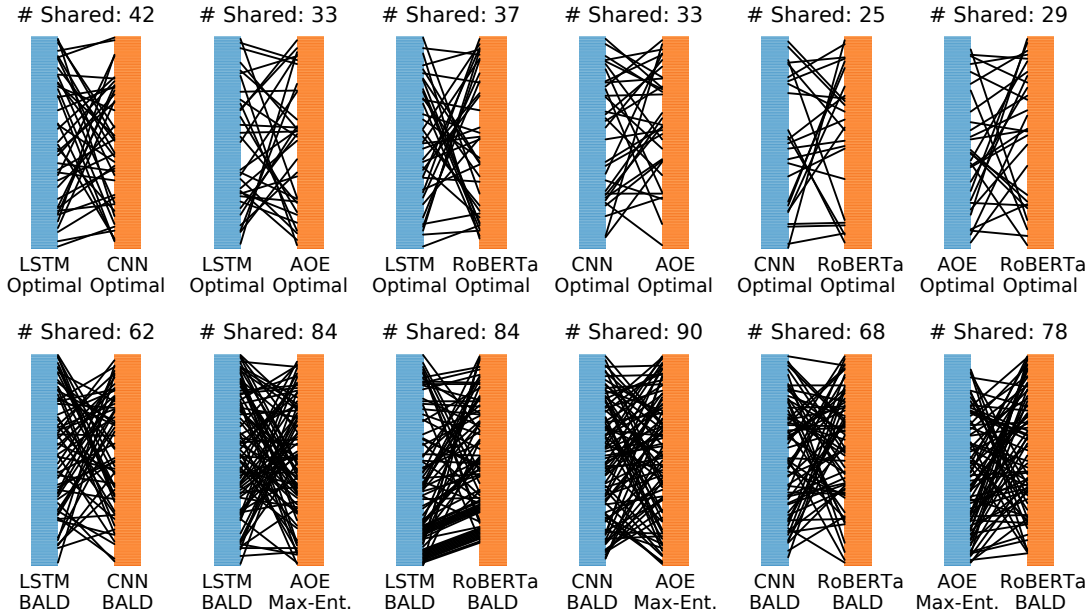 # Shared: 42
# Shared: 33
# Shared: 37
# Shared: 33
# Shared: 25
# Shared: 29
LSTM Optimal
CNN Optimal
LSTM Optimal
AOE Optimal
LSTM Optimal
RoBERTa Optimal
CNN Optimal
AOE Optimal
CNN Optimal
RoBERTa Optimal
AOE Optimal
RoBERTa Optimal
# Shared: 62
# Shared: 84
# Shared: 84
# Shared: 90
# Shared: 68
# Shared: 78
LSTM BALD
CNN BALD
LSTM BALD
AOE Max-Ent.
LSTM BALD
RoBERTa BALD
CNN BALD
AOE Max-Ent.
CNN BALD
RoBERTa BALD
AOE Max-Ent.
RoBERTa BALD